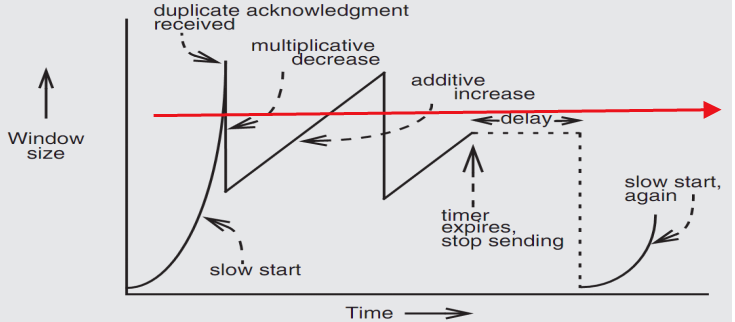 duplicate acknowledgment
received
multiplicative
decrease
additive
increase
delay
Window
size
slow start,
again
timer
expires,
stop sending
slow start
Time